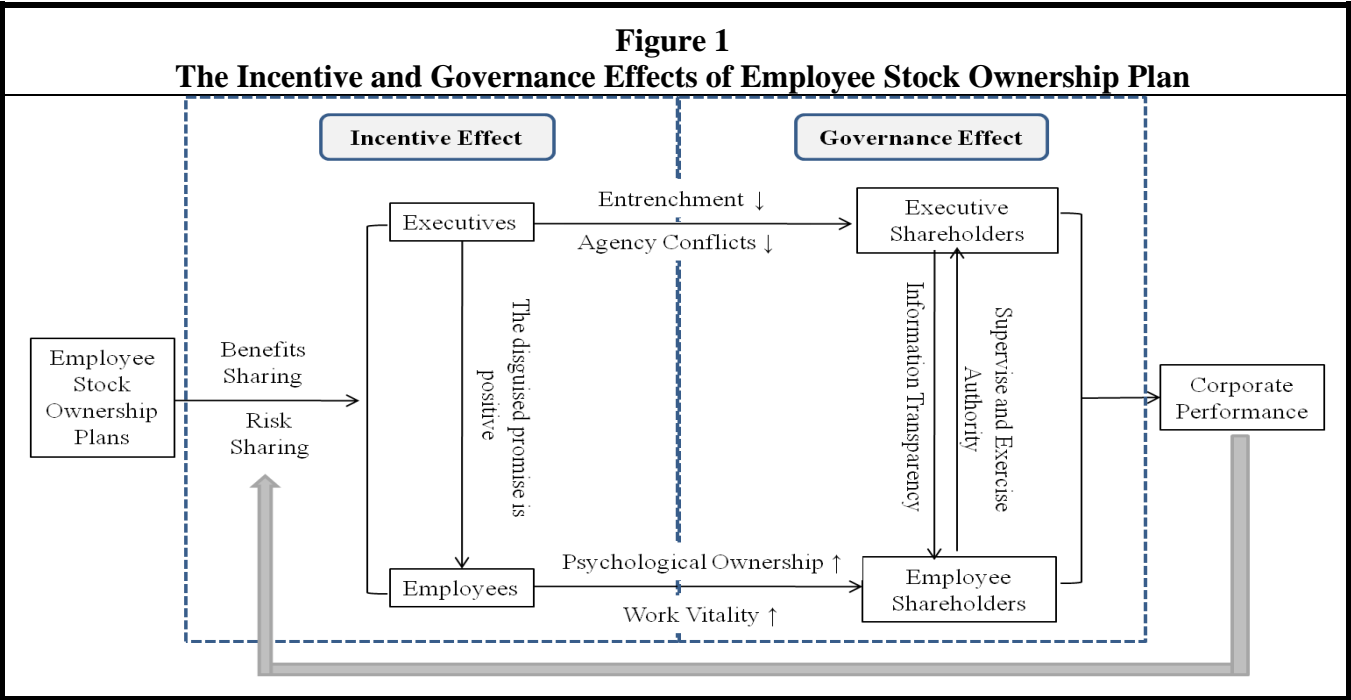 Figure 1
The Incentive and Governance Effects of Employee Stock Ownership Plan
Incentive Effect
Governance Effect
Employee
Stock
Ownership
Plans
Benefits
Sharing
Risk
Sharing
Executives
The disguised promise is
positive
Employees
Entrenchment ↓
Agency Conflicts ↓
Psychological Ownership ↑
Work Vitality ↑
Executive
Shareholders
Information Transparency
Supervise and Exercise
Authority
Employee
Shareholders
Corporate
Performance